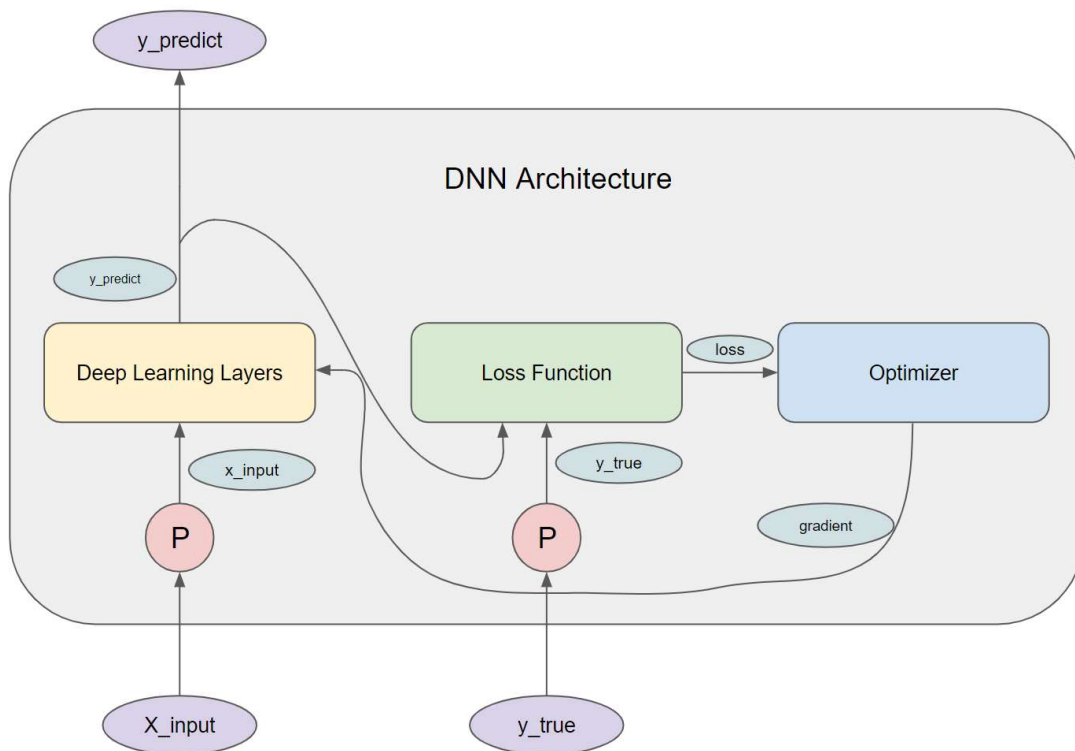 y_predict
DNN Architecture
y_predict
Deep Learning Layers
Loss Function
loss
Optimizer
x_input
y_true
gradient
P
P
X_input
y_true